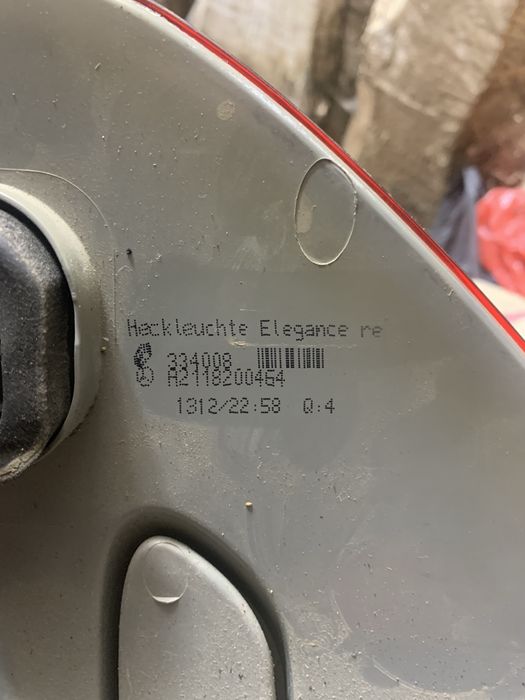 Heckleuchte Elegance re
334008
A2118200464
1312/22:58 Q:4